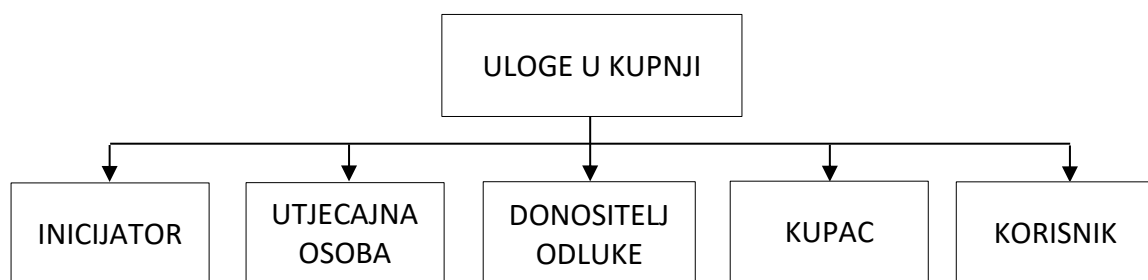 ULOGE U KUPNJI
INICIJATOR
UTJECAJNA
OSOBA
DONOSITELJ
ODLUKE
KUPAC
KORISNIK